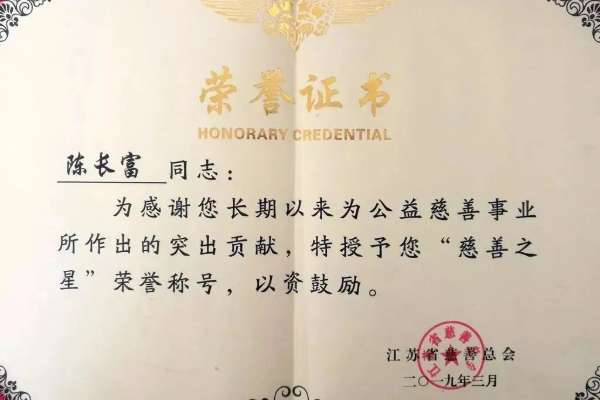 荣誉证书
HONORARY CREDENTIAL
陈长富同志：
为感谢您长期以来为公益慈善事业
所作出的突出贡献，特授予您“慈善之
星”荣誉称号，以资鼓励。
江苏省慈善总会
二〇一九年三月